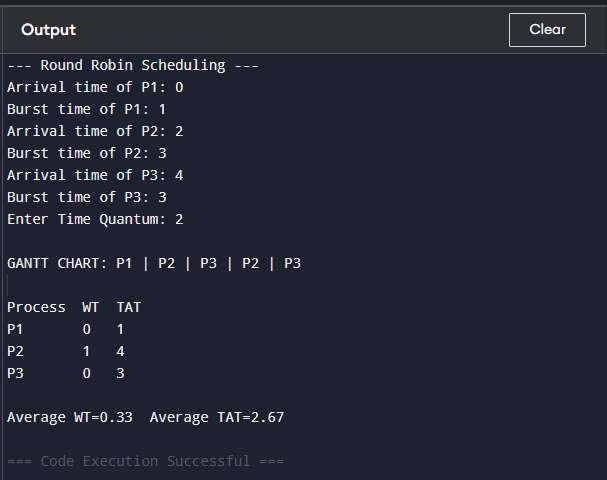 Output
Clear
--- Round Robin Scheduling ---
Arrival time of P1: 0
Burst time of P1: 1
Arrival time of P2: 2
Burst time of P2: 3
Arrival time of P3: 4
Burst time of P3: 3
Enter Time Quantum: 2
GANTT CHART: P1 | P2 | P3 | P2 | P3
Process  WT  TAT
P1       0   1
P2       1   4
P3       0   3
Average WT=0.33  Average TAT=2.67
=== Code Execution Successful ===